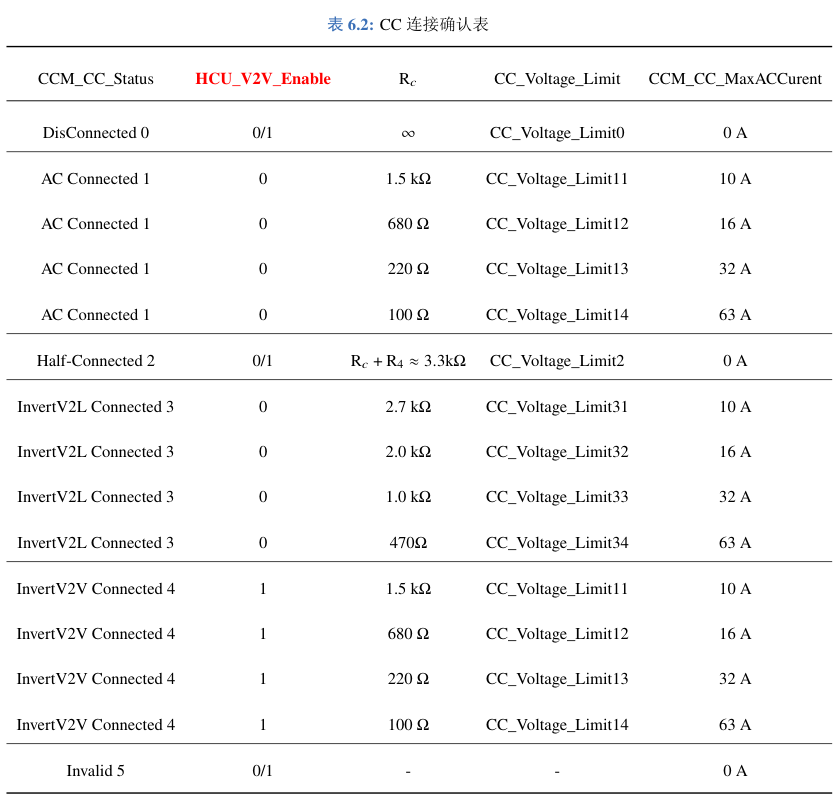 表 6.2: CC 连接确认表
CCM_CC_Status HCU_V2V_Enable Rc CC_Voltage_Limit CCM_CC_MaxACCurent
DisConnected 0 0/1 ∞ CC_Voltage_Limit0 0 A
AC Connected 1 0 1.5 kΩ CC_Voltage_Limit11 10 A
AC Connected 1 0 680 Ω CC_Voltage_Limit12 16 A
AC Connected 1 0 220 Ω CC_Voltage_Limit13 32 A
AC Connected 1 0 100 Ω CC_Voltage_Limit14 63 A
Half-Connected 2 0/1 Rc + R4 ≈ 3.3kΩ CC_Voltage_Limit2 0 A
InvertV2L Connected 3 0 2.7 kΩ CC_Voltage_Limit31 10 A
InvertV2L Connected 3 0 2.0 kΩ CC_Voltage_Limit32 16 A
InvertV2L Connected 3 0 1.0 kΩ CC_Voltage_Limit33 32 A
InvertV2L Connected 3 0 470Ω CC_Voltage_Limit34 63 A
InvertV2V Connected 4 1 1.5 kΩ CC_Voltage_Limit11 10 A
InvertV2V Connected 4 1 680 Ω CC_Voltage_Limit12 16 A
InvertV2V Connected 4 1 220 Ω CC_Voltage_Limit13 32 A
InvertV2V Connected 4 1 100 Ω CC_Voltage_Limit14 63 A
Invalid 5 0/1 - - 0 A